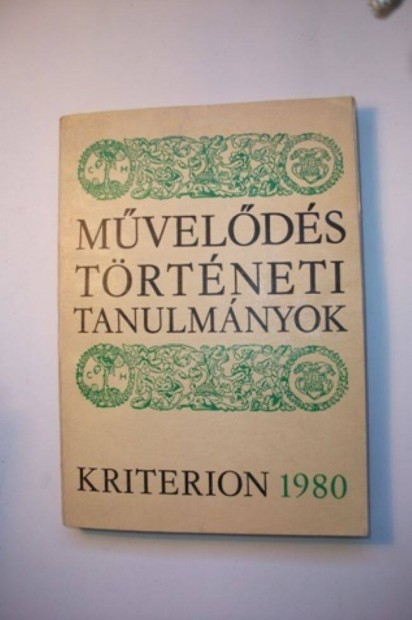 C H
MŰVELŐDÉS
TÖRTÉNETI
TANULMÁNYOK
C H
KRITERION 1980